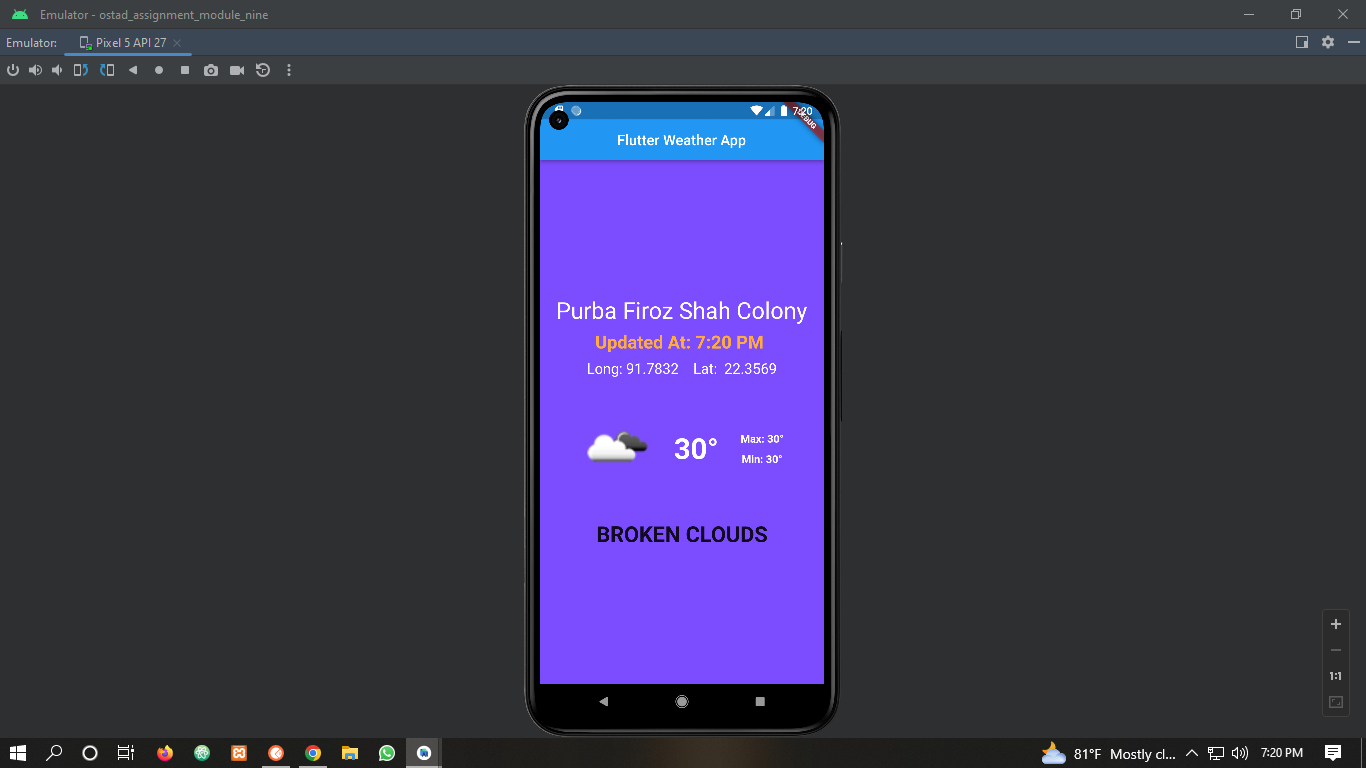 Emulator - ostad_assignment_module_nine
Emulator: Pixel 5 API 27
7:20
DEBUG
Flutter Weather App
Purba Firoz Shah Colony
Updated At: 7:20 PM
Long: 91.7832 Lat: 22.3569
30°
Max: 30°
Min: 30°
BROKEN CLOUDS
1:1
81°F Mostly cl... 7:20 PM